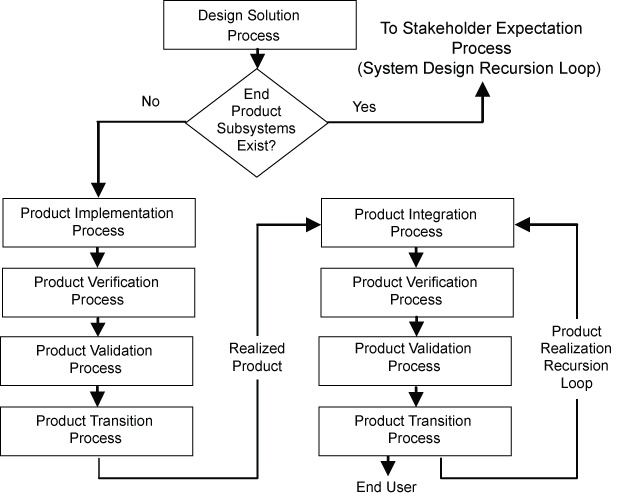 Design Solution
Process
To Stakeholder Expectation
Process
(System Design Recursion Loop)
End
Product
Subsystems
Exist?
No
Yes
Product Implementation
Process
Product Verification
Process
Product Validation
Process
Product Transition
Process
Realized
Product
Product Integration
Process
Product Verification
Process
Product Validation
Process
Product Transition
Process
End User
Product
Realization
Recursion
Loop